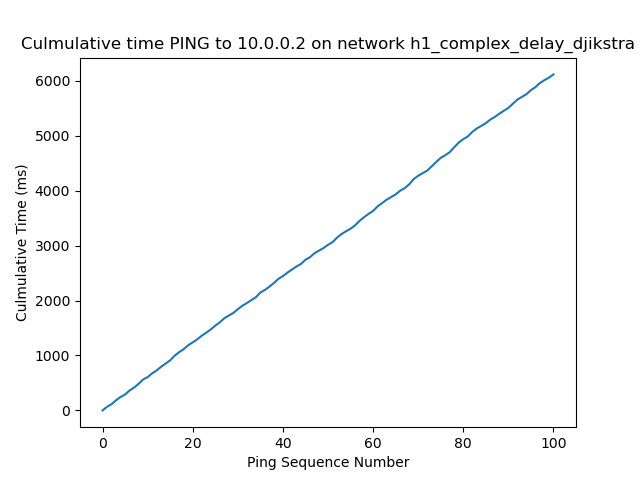 Culmulative time PING to 10.0.0.2 on network h1_complex_delay_djikstra
6000
5000
4000
3000
2000
1000
0
Culmulative Time (ms)
0 20 40 60 80 100
Ping Sequence Number